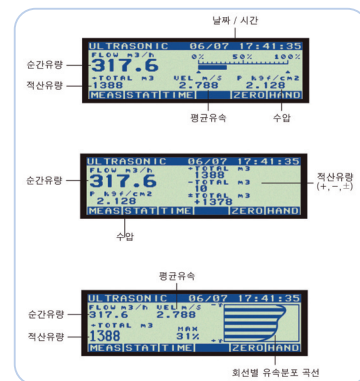 날짜 / 시간
ULTRASONIC 06/07 17:41:35
FLOW m3/h 0% 50% 100%
순간유량 317.6
적산유량 +TOTAL m3 VEL m/s P k9f/cm2
1388 2.788 2.128
MEAS STAT TIME ZERO HAND
평균유속 수압
ULTRASONIC 06/07 17:41:35
FLOW m3/h +TOTAL m3
순간유량 317.6 1388
-TOTAL m3 적산유량
P k9f/cm2 10 (+,-,±)
2.128 ±TOTAL m3
+1378
MEAS STAT TIME ZERO HAND
수압
평균유속
ULTRASONIC 06/07 17:41:35
FLOW m3/h VEL m/s
순간유량 317.6 2.788
+TOTAL m3 MAX
적산유량 1388 31%
MEAS STAT TIME ZERO HAND
회선별 유속분포 곡선